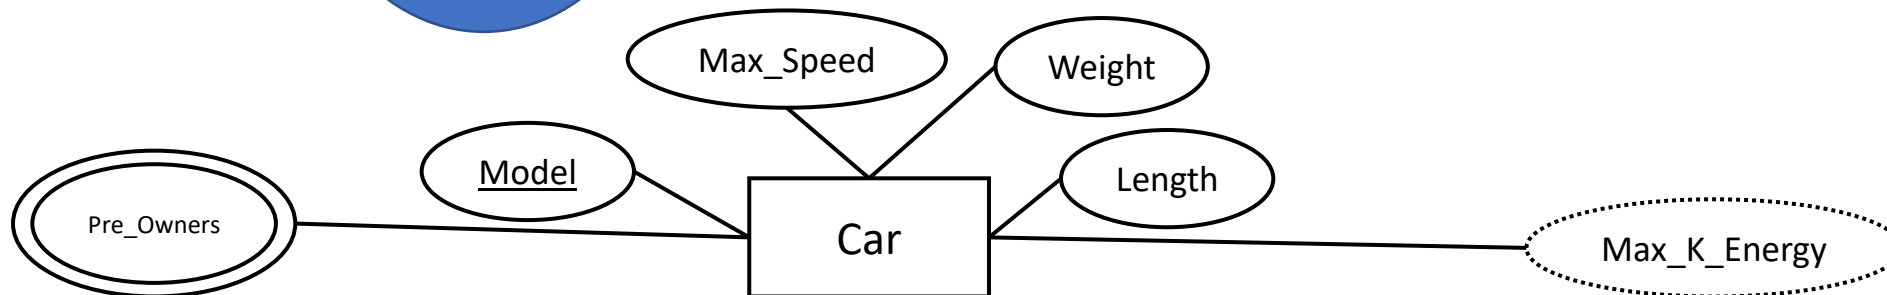 Max_Speed
Weight
Model
Length
Pre_Owners
Car
Max_K_Energy